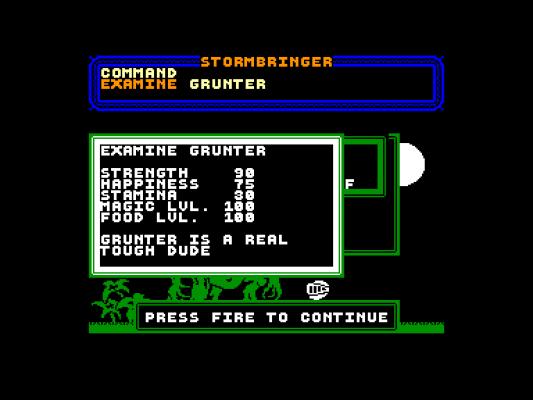 STORMBRINGER
COMMAND
EXAMINE GRUNTER
EXAMINE GRUNTER
STRENGTH 90
HAPPINESS 75
STAMINA 30
MAGIC LVL. 100
FOOD LVL. 100
F
GRUNTER IS A REAL
TOUGH DUDE
PRESS FIRE TO CONTINUE